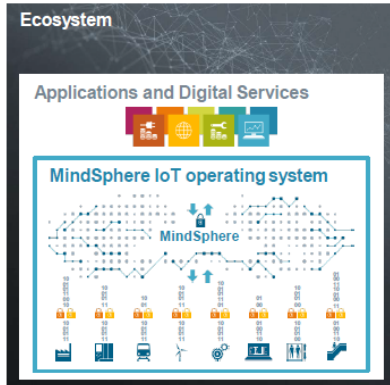 Ecosystem
Applications and Digital Services
MindSphere IoT operating system
MindSphere